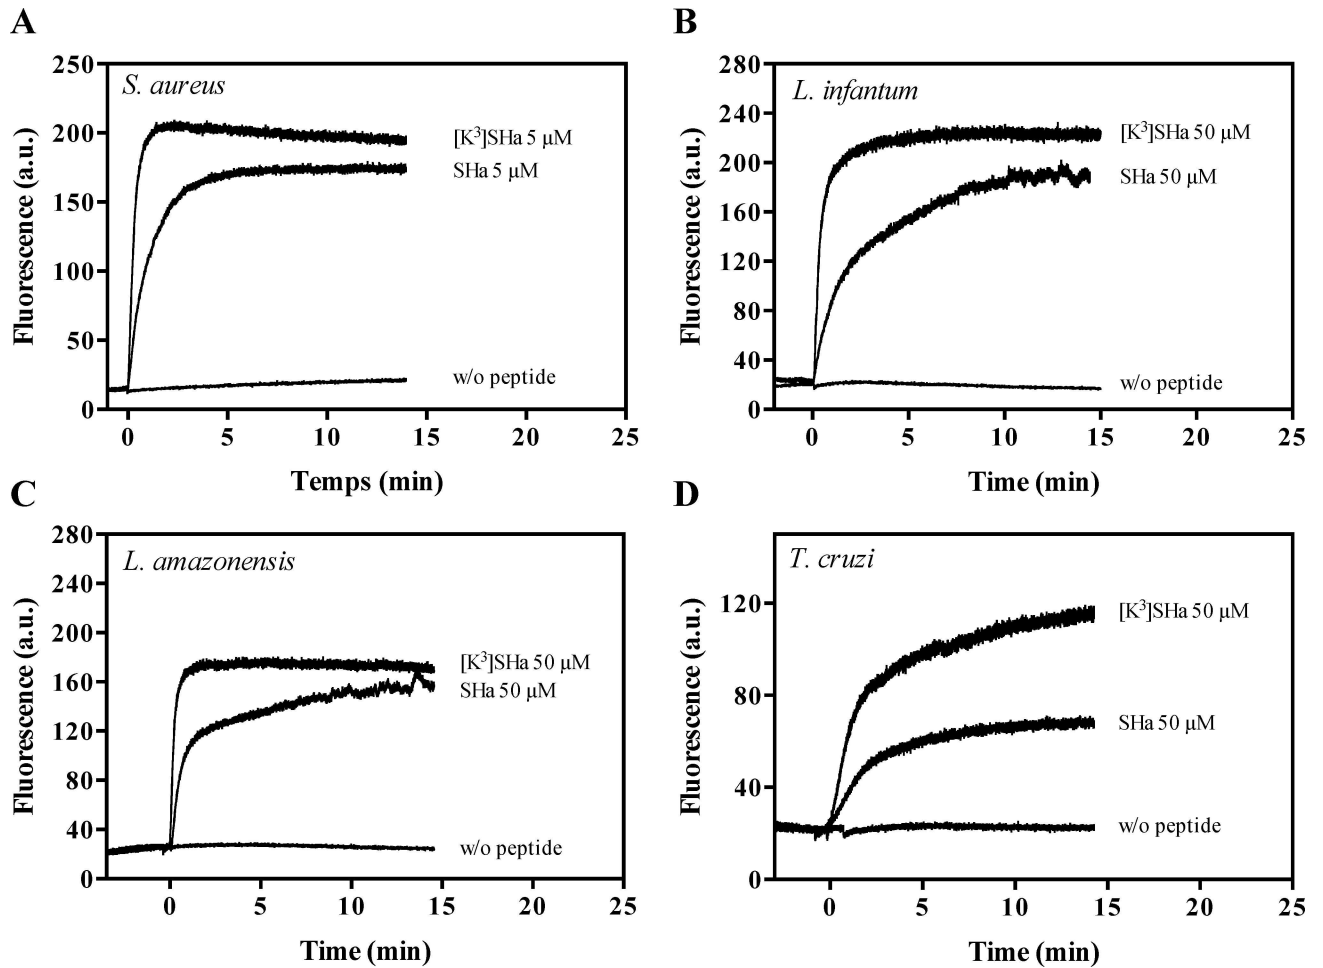 A
S. aureus
Fluorescence (a.u.)
250
200
150
100
50
0
[K³]SHa 5 µM
SHa 5 µM
w/o peptide
0 5 10 15 20 25
Temps (min)
B
L. infantum
Fluorescence (a.u.)
280
240
200
160
120
80
40
0
[K³]SHa 50 µM
SHa 50 µM
w/o peptide
0 5 10 15 20 25
Time (min)
C
L. amazonensis
Fluorescence (a.u.)
280
240
200
160
120
80
40
0
[K³]SHa 50 µM
SHa 50 µM
w/o peptide
0 5 10 15 20 25
Time (min)
D
T. cruzi
Fluorescence (a.u.)
120
80
40
0
[K³]SHa 50 µM
SHa 50 µM
w/o peptide
0 5 10 15 20 25
Time (min)